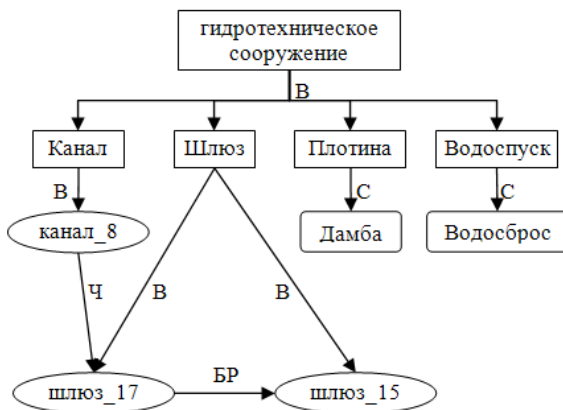 гидротехническое
сооружение
В
Канал
Шлюз
Плотина
Водоспуск
В
С
С
канал_8
Дамба
Водосброс
Ч
В
В
шлюз_17
БР
шлюз_15